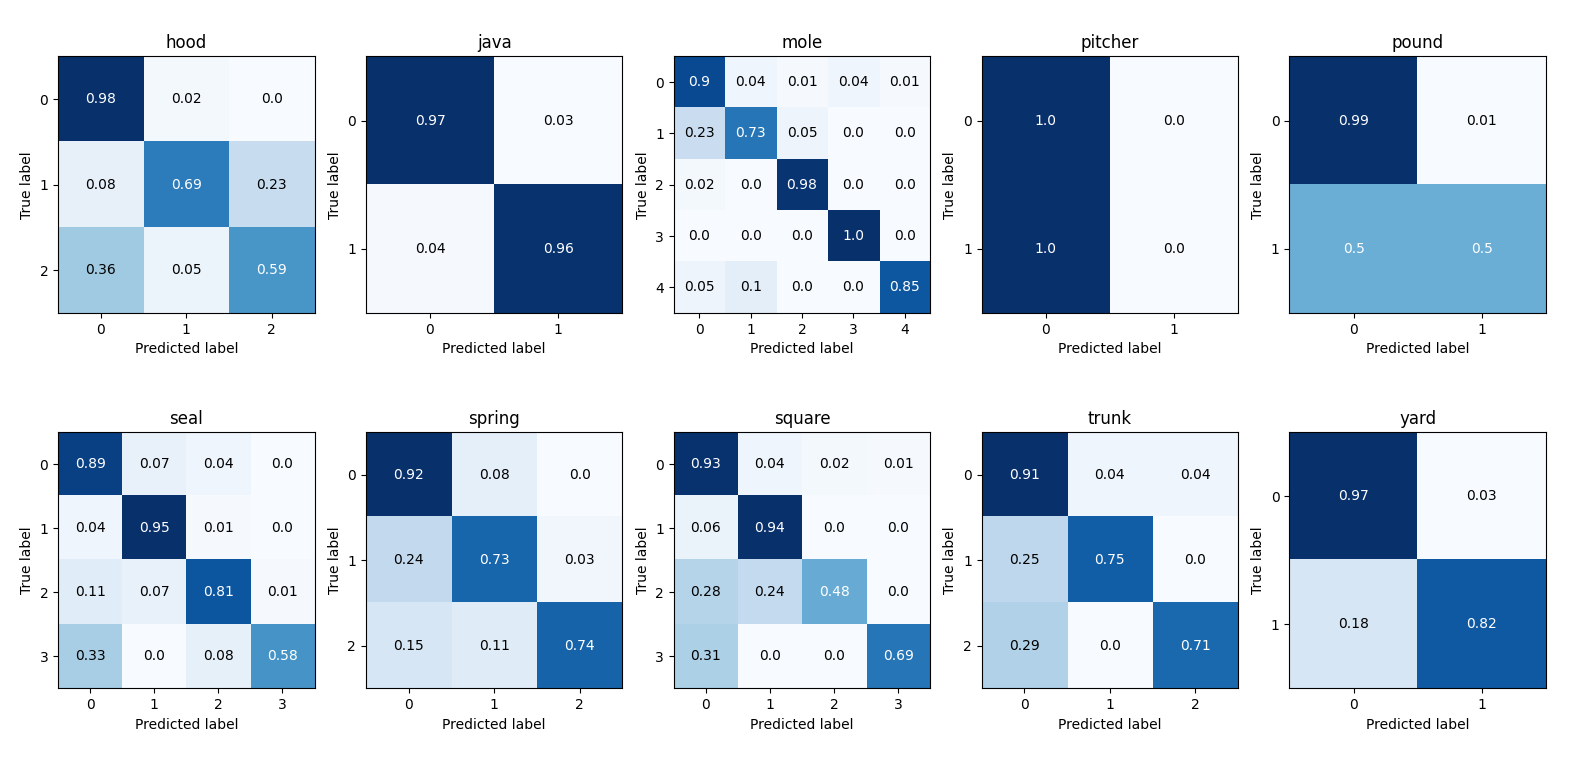 hood
True label
0 0.98 0.02 0.0
1 0.08 0.69 0.23
2 0.36 0.05 0.59
0 1 2
Predicted label
java
True label
0 0.97 0.03
1 0.04 0.96
0 1
Predicted label
mole
True label
0 0.9 0.04 0.01 0.04 0.01
1 0.23 0.73 0.05 0.0 0.0
2 0.02 0.0 0.98 0.0 0.0
3 0.0 0.0 0.0 1.0 0.0
4 0.05 0.1 0.0 0.0 0.85
0 1 2 3 4
Predicted label
pitcher
True label
0 1.0 0.0
1 1.0 0.0
0 1
Predicted label
pound
True label
0 0.99 0.01
1 0.5 0.5
0 1
Predicted label
seal
True label
0 0.89 0.07 0.04 0.0
1 0.04 0.95 0.01 0.0
2 0.11 0.07 0.81 0.01
3 0.33 0.0 0.08 0.58
0 1 2 3
Predicted label
spring
True label
0 0.92 0.08 0.0
1 0.24 0.73 0.03
2 0.15 0.11 0.74
0 1 2
Predicted label
square
True label
0 0.93 0.04 0.02 0.01
1 0.06 0.94 0.0 0.0
2 0.28 0.24 0.48 0.0
3 0.31 0.0 0.0 0.69
0 1 2 3
Predicted label
trunk
True label
0 0.91 0.04 0.04
1 0.25 0.75 0.0
2 0.29 0.0 0.71
0 1 2
Predicted label
yard
True label
0 0.97 0.03
1 0.18 0.82
0 1
Predicted label